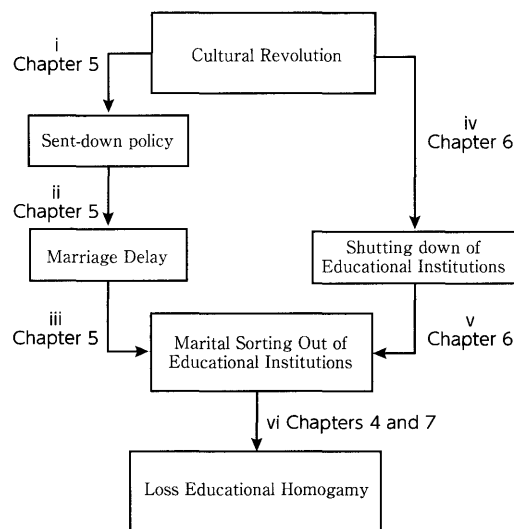 i
Chapter 5
Cultural Revolution
Sent-down policy
iv
Chapter 6
ii
Chapter 5
Marriage Delay
Shutting down of
Educational Institutions
iii
Chapter 5
Marital Sorting Out of
Educational Institutions
v
Chapter 6
vi Chapters 4 and 7
Loss Educational Homogamy